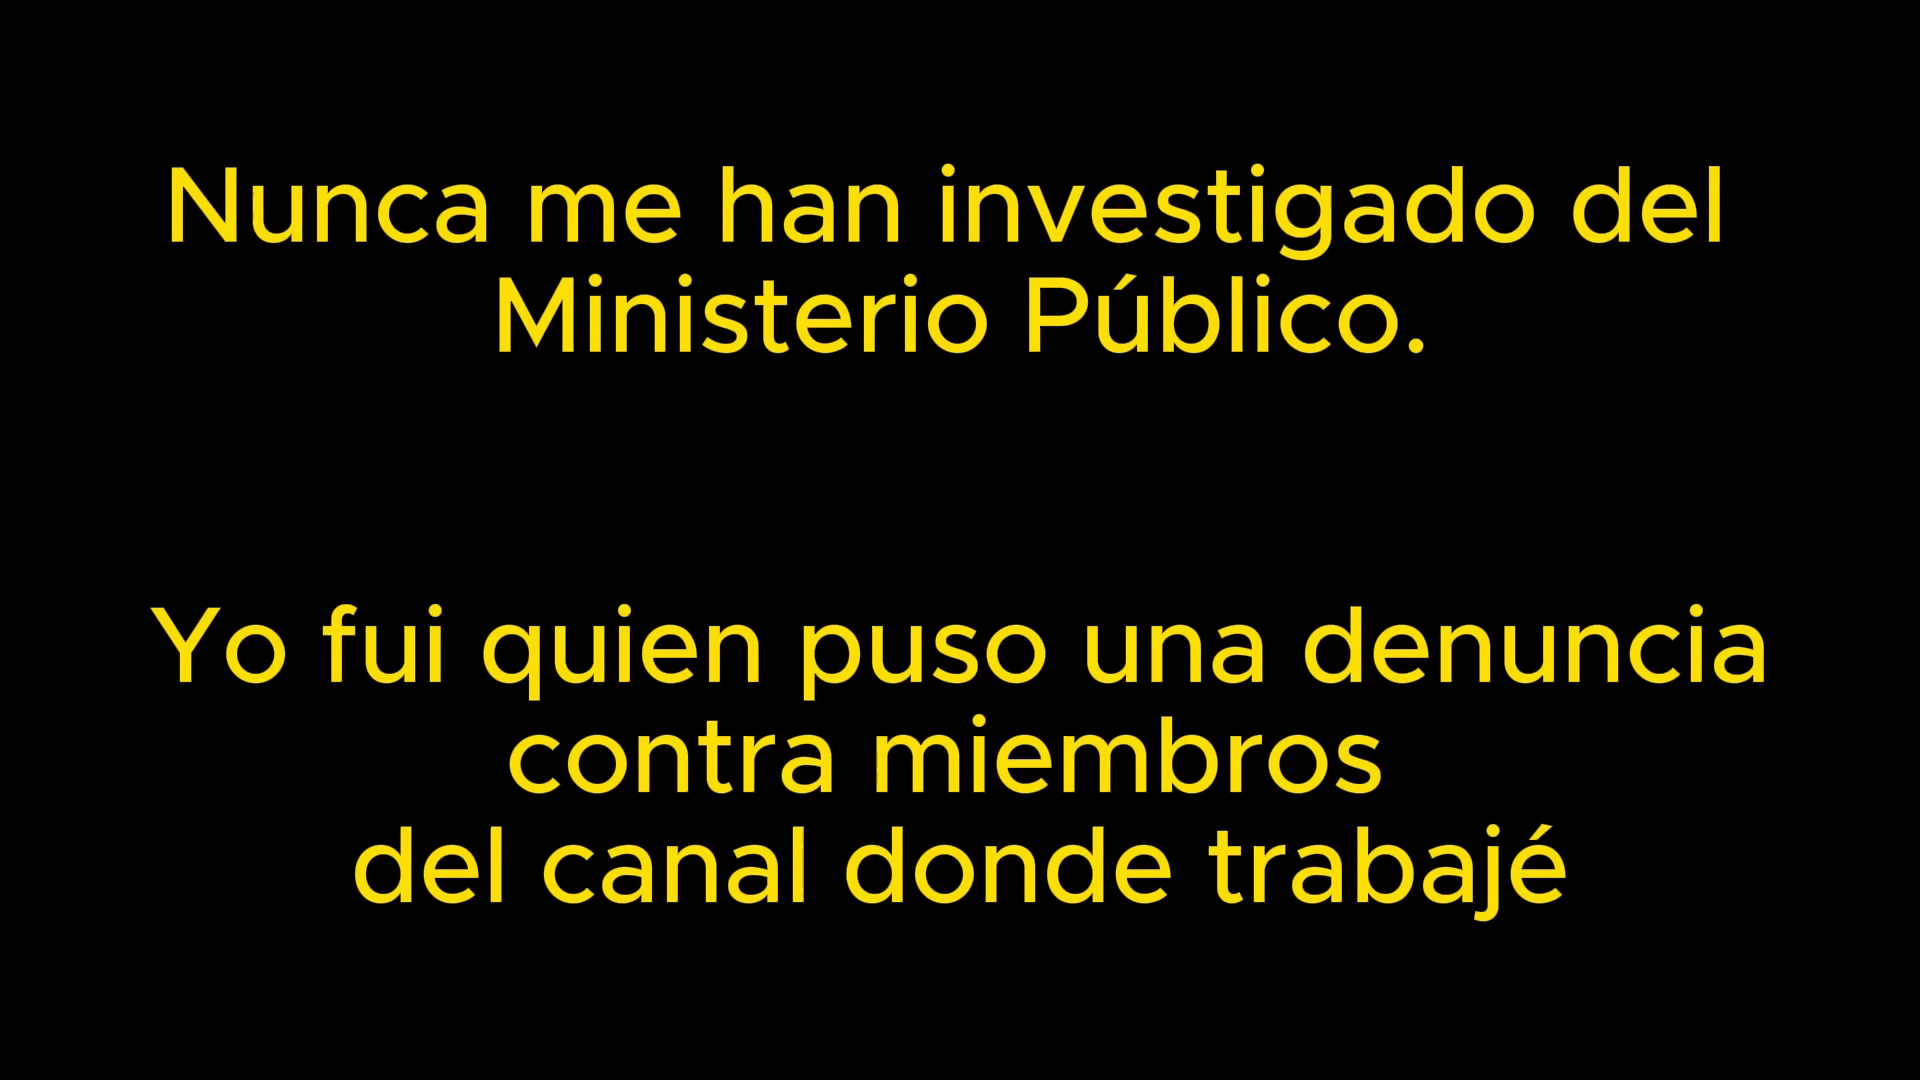 Nunca me han investigado del
Ministerio Público.
Yo fui quien puso una denuncia
contra miembros
del canal donde trabajé